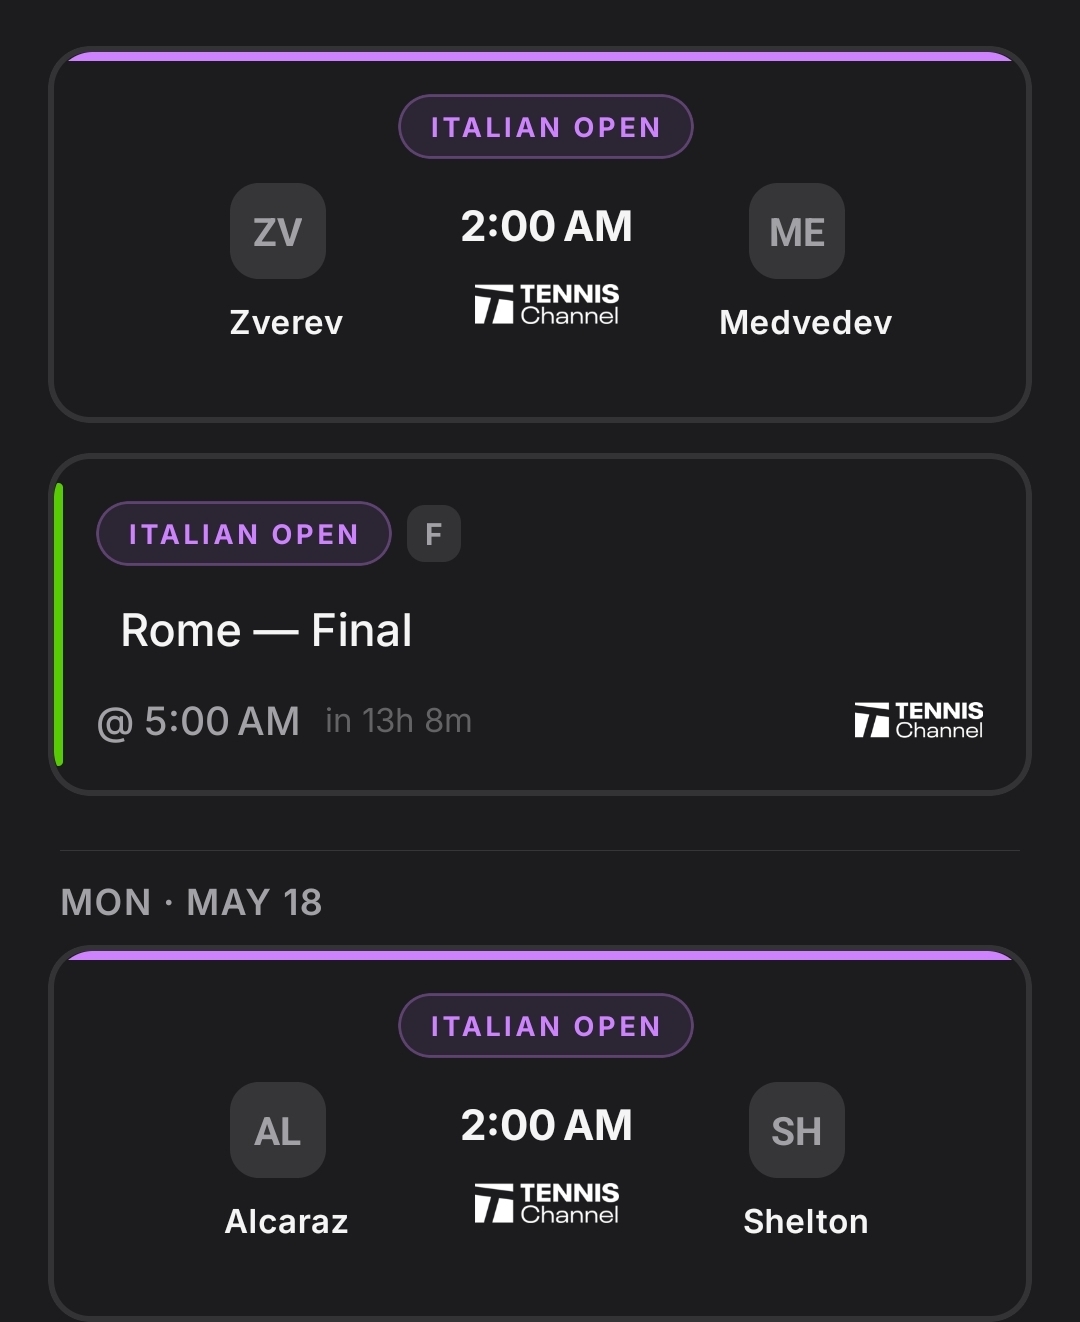 ITALIAN OPEN
ZV
2:00 AM
ME
TENNIS
Channel
Zverev
Medvedev
ITALIAN OPEN F
Rome — Final
@ 5:00 AM in 13h 8m
TENNIS
Channel
MON · MAY 18
ITALIAN OPEN
AL
2:00 AM
SH
TENNIS
Channel
Alcaraz
Shelton